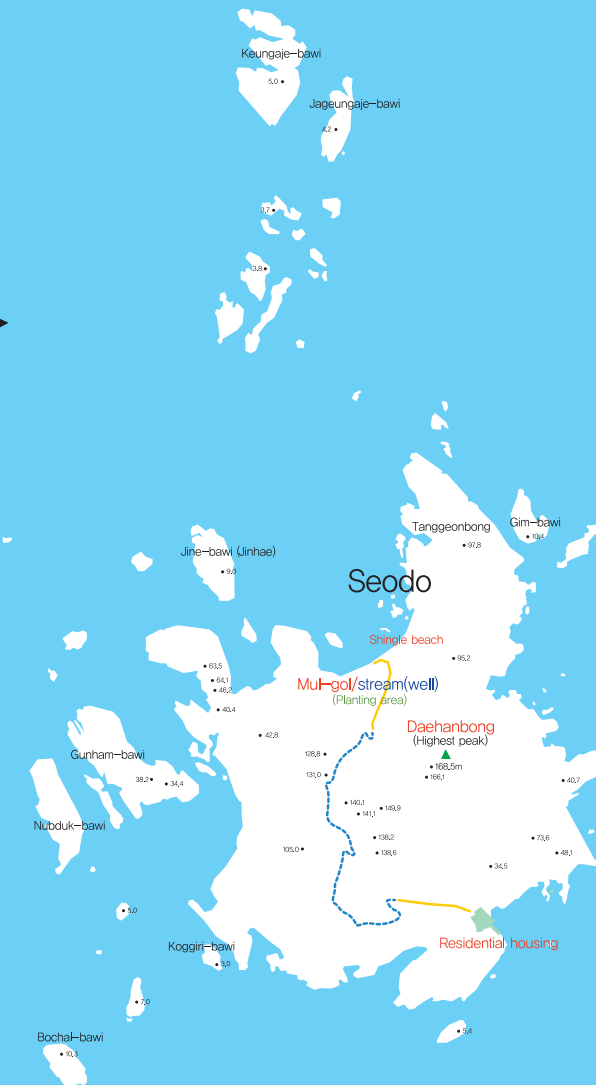 Keungaje-bawi
5.0
Jageungaje-bawi
4.2
3.7
3.8
Tanggeonbong
Gim-bawi
10.4
97.8
Jine-bawi (Jinhae)
9.0
Seodo
Shingle beach
95.2
63.5
64.1
46.2
Mul-gol/stream(well)
(Planting area)
40.4
Daehanbong
(Highest peak)
42.8
128.8
Gunham-bawi
168.5m
131.0
166.1
38.2
34.4
40.7
140.1
149.9
141.1
Nubduk-bawi
138.2
73.6
105.0
138.6
48.1
34.5
5.0
Koggiri-bawi
Residential housing
3.0
7.0
5.4
Bochal-bawi
10.3